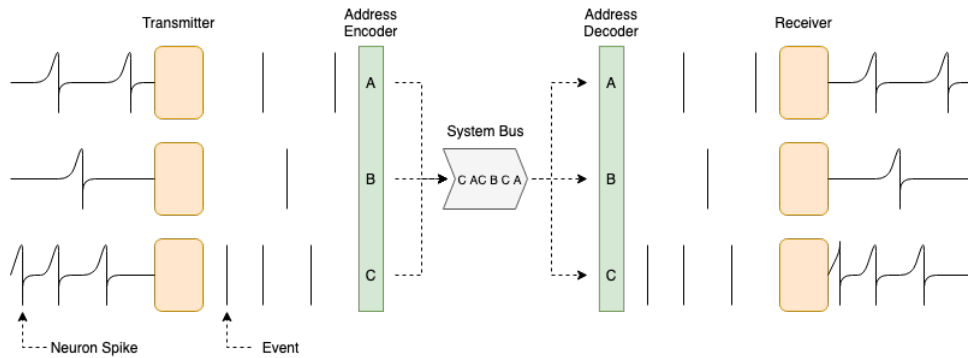 Transmitter
Address
Encoder
Address
Decoder
Receiver
A
A
System Bus
B
C AC B C A
B
C
C
Neuron Spike
Event